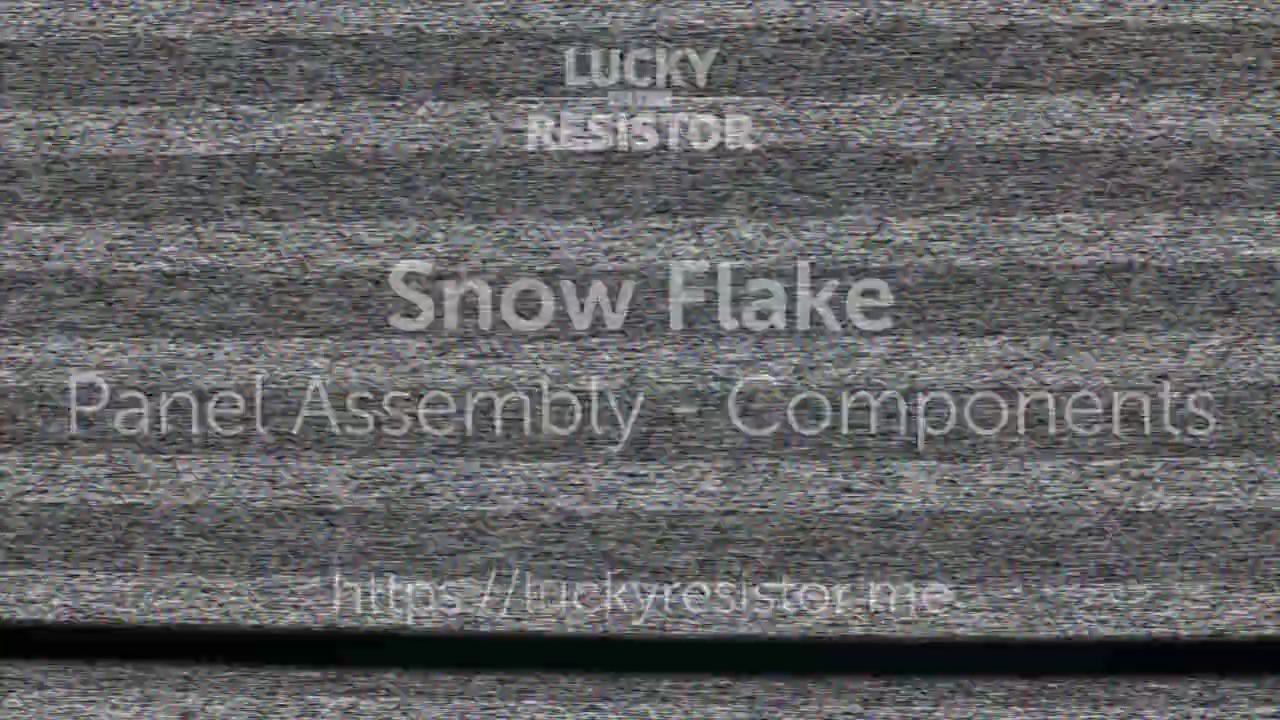 LUCKY
RESISTOR
Snow Flake
Panel Assembly - Components
https://luckyresistor.me